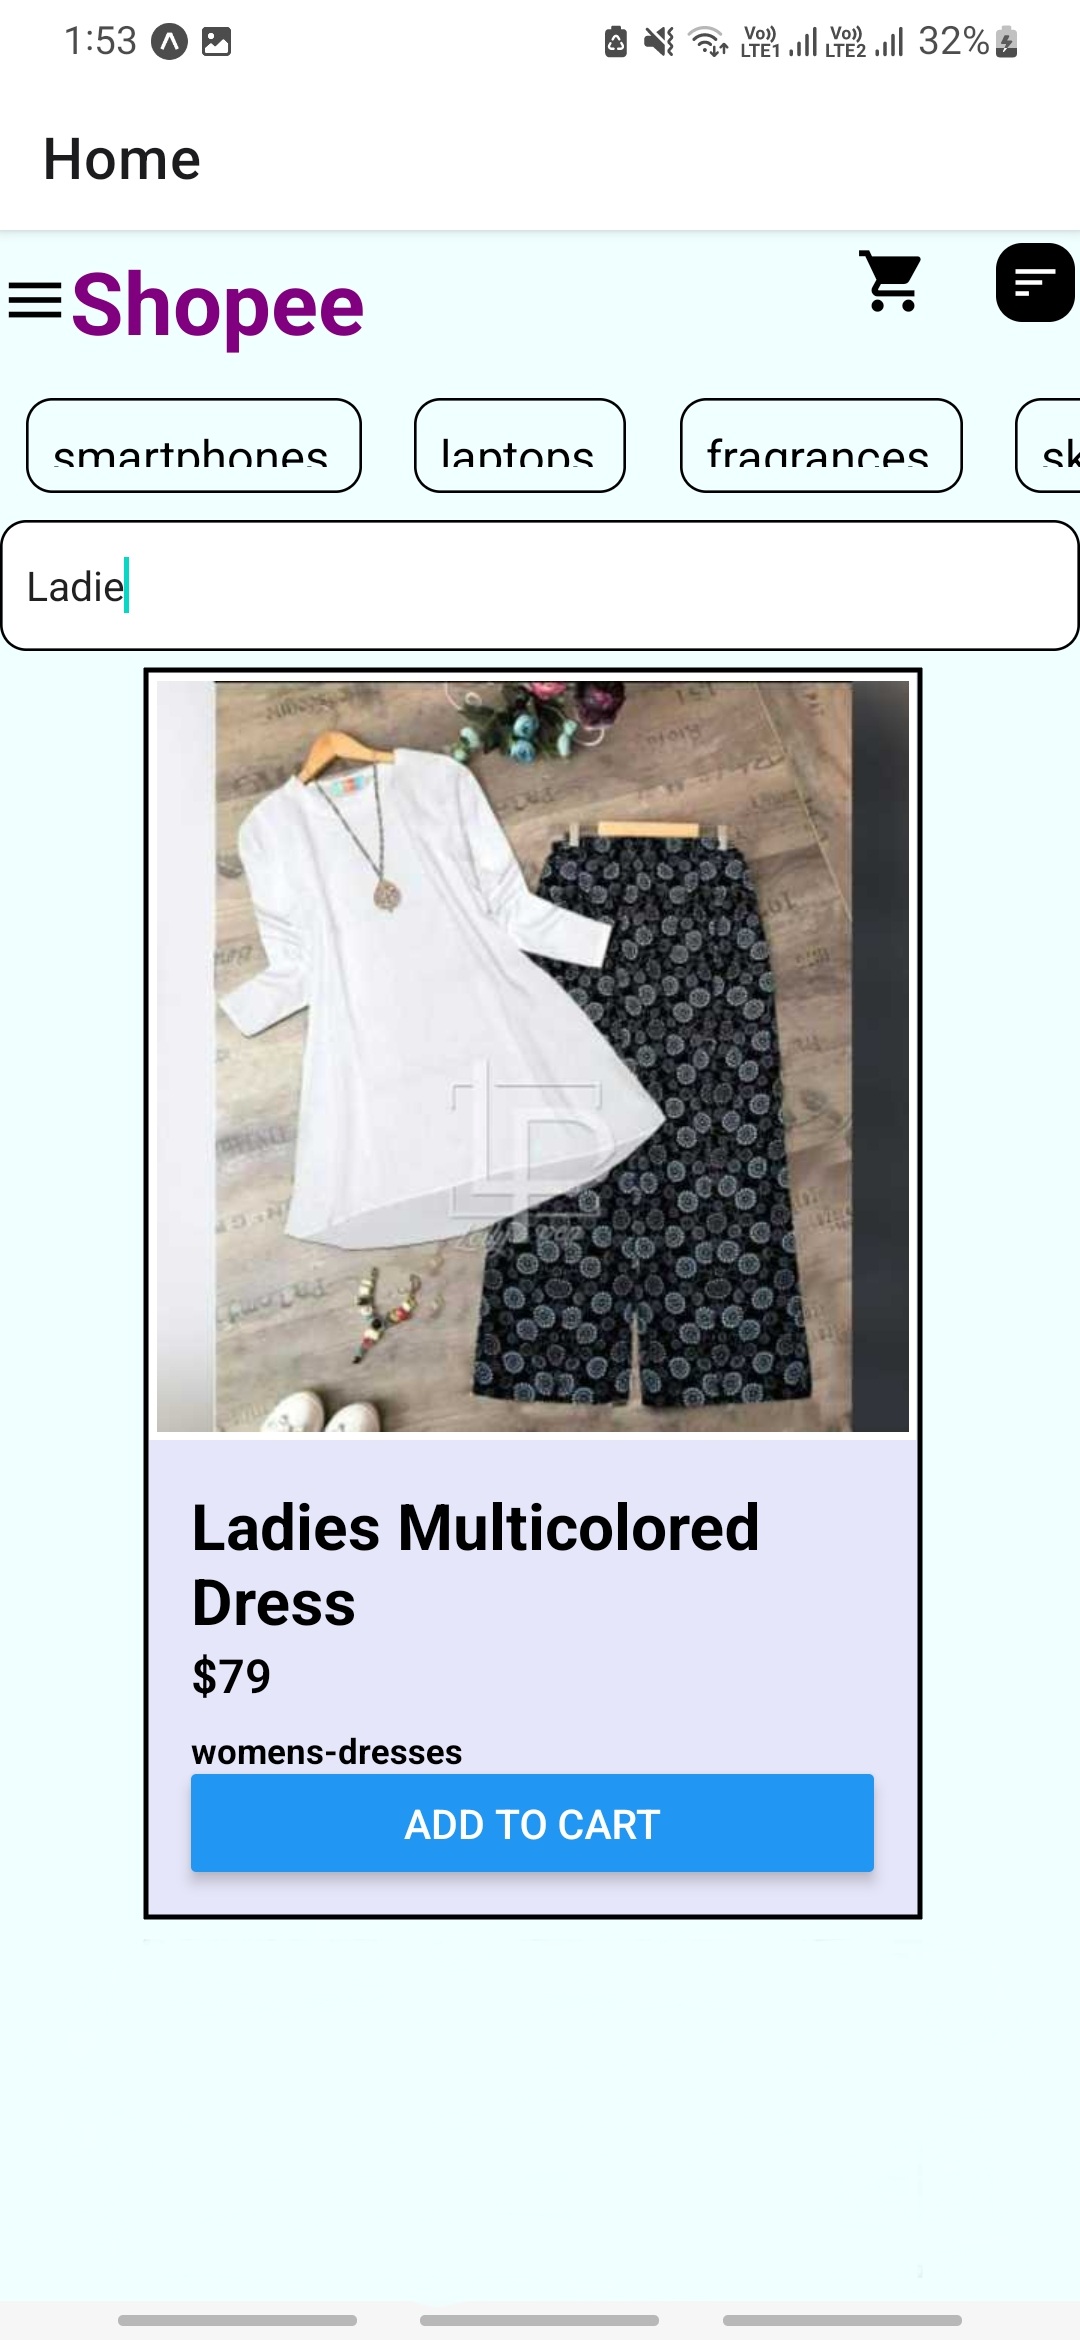 1:53 Vo)) LTE1 Vo)) LTE2 32%
Home
Shopee
smartphones laptops fragrances sk
Ladie
LP
Ladies Multicolored
Dress
$79
womens-dresses
ADD TO CART